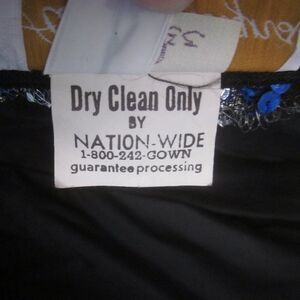 Dry Clean Only
BY
NATION-WIDE
1-800-242-GOWN
guarantee processing